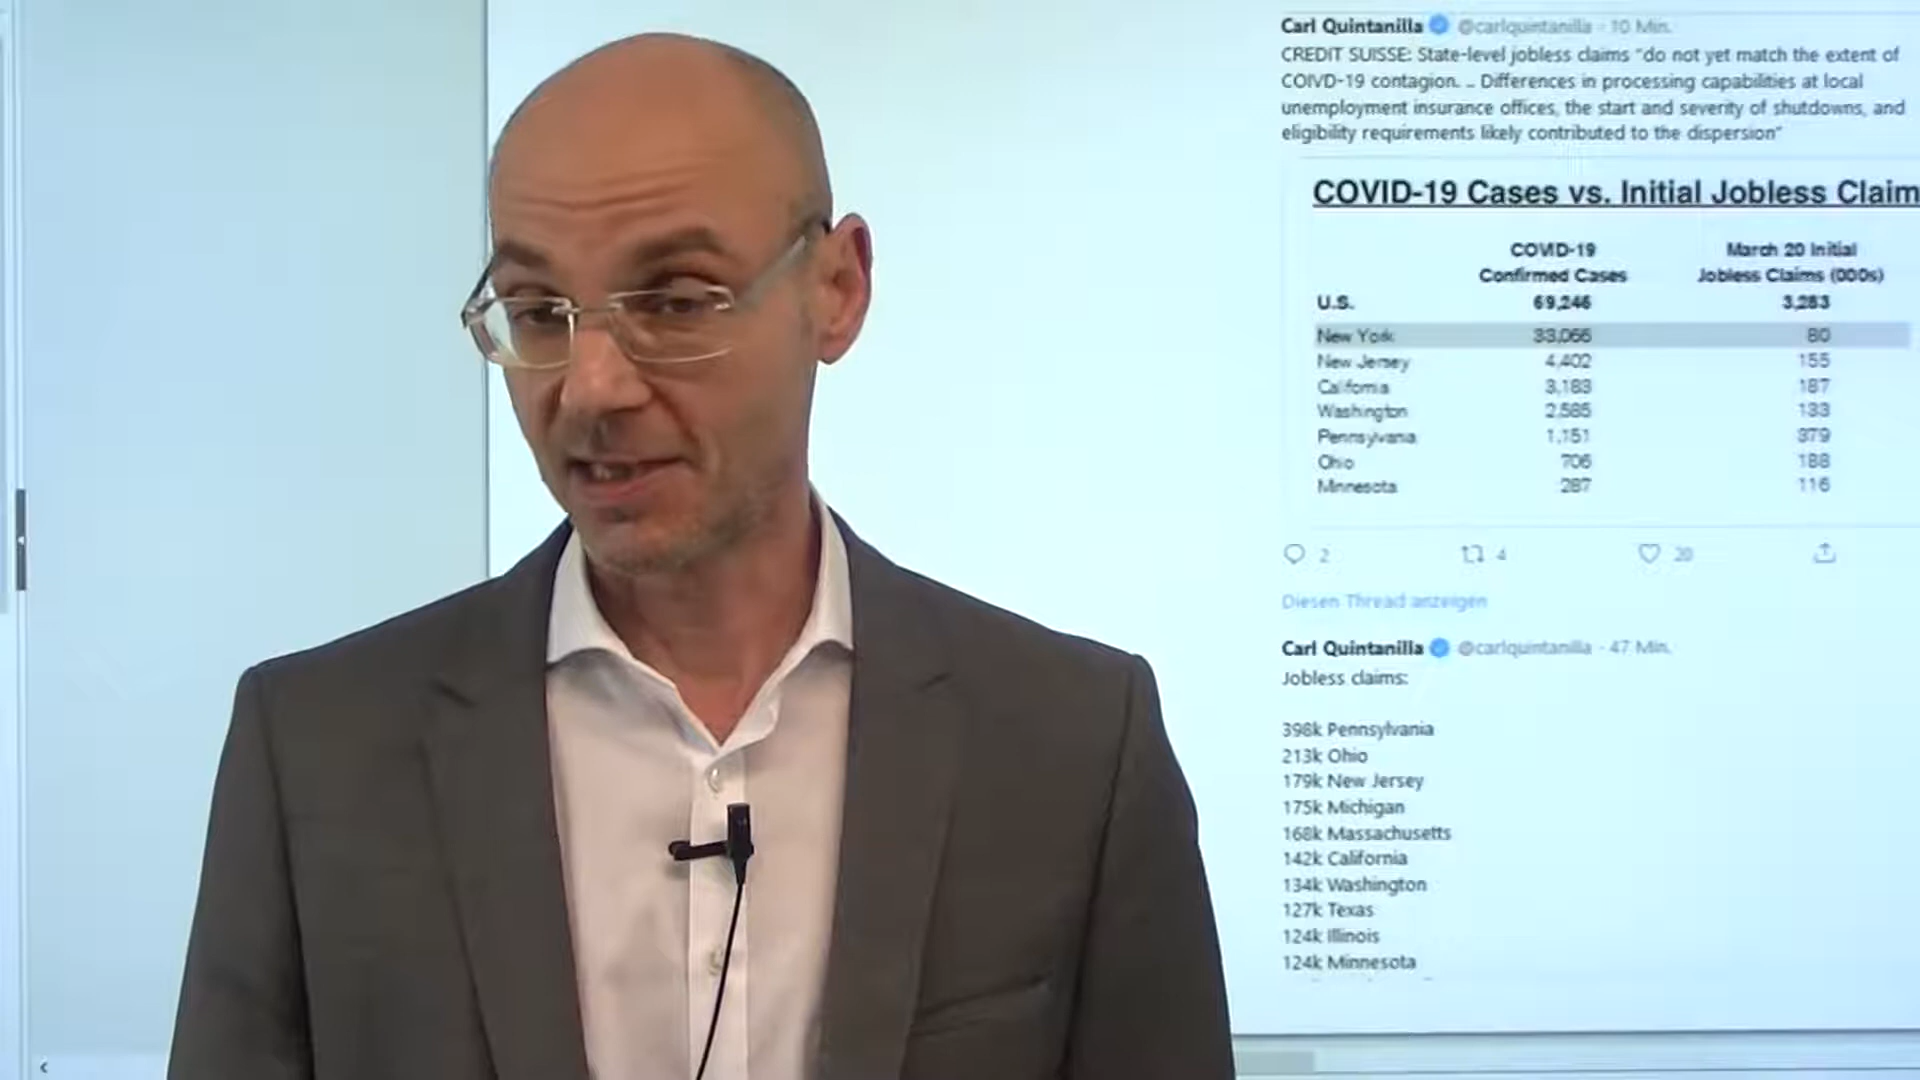 Carl Quintanilla @carlquintanilla · 10 Min.
CREDIT SUISSE: State-level jobless claims "do not yet match the extent of
COIVD-19 contagion. .. Differences in processing capabilities at local
unemployment insurance offices, the start and severity of shutdowns, and
eligibility requirements likely contributed to the dispersion"
COVID-19 Cases vs. Initial Jobless Claim
COVID-19 March 20 Initial
Confirmed Cases Jobless Claims (000s)
U.S. 69,246 3,283
New York 33,066 80
New Jersey 4,402 155
California 3,183 187
Washington 2,585 133
Pennsylvania 1,151 379
Ohio 706 188
Minnesota 287 116
2 4 20
Diesen Thread anzeigen
Carl Quintanilla @carlquintanilla · 47 Min.
Jobless claims:
398k Pennsylvania
213k Ohio
179k New Jersey
175k Michigan
168k Massachusetts
142k California
134k Washington
127k Texas
124k Illinois
124k Minnesota